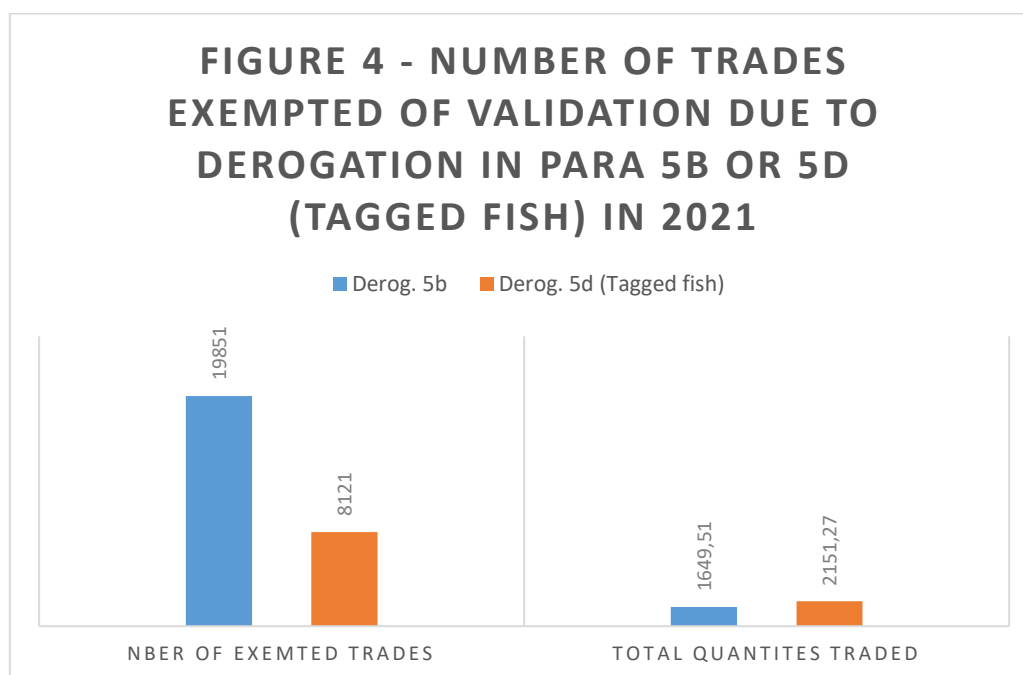 FIGURE 4 - NUMBER OF TRADES
EXEMPTED OF VALIDATION DUE TO
DEROGATION IN PARA 5B OR 5D
(TAGGED FISH) IN 2021
Derog. 5b Derog. 5d (Tagged fish)
19851
8121
1649,51
2151,27
NBER OF EXEMTED TRADES
TOTAL QUANTITES TRADED